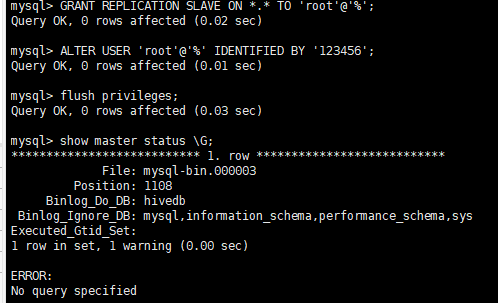 mysql> GRANT REPLICATION SLAVE ON *.* TO 'root'@'%';
Query OK, 0 rows affected (0.02 sec)
mysql> ALTER USER 'root'@'%' IDENTIFIED BY '123456';
Query OK, 0 rows affected (0.01 sec)
mysql> flush privileges;
Query OK, 0 rows affected (0.03 sec)
mysql> show master status \G;
*************************** 1. row ***************************
File: mysql-bin.000003
Position: 1108
Binlog_Do_DB: hivedb
Binlog_Ignore_DB: mysql,information_schema,performance_schema,sys
Executed_Gtid_Set:
1 row in set, 1 warning (0.00 sec)
ERROR:
No query specified